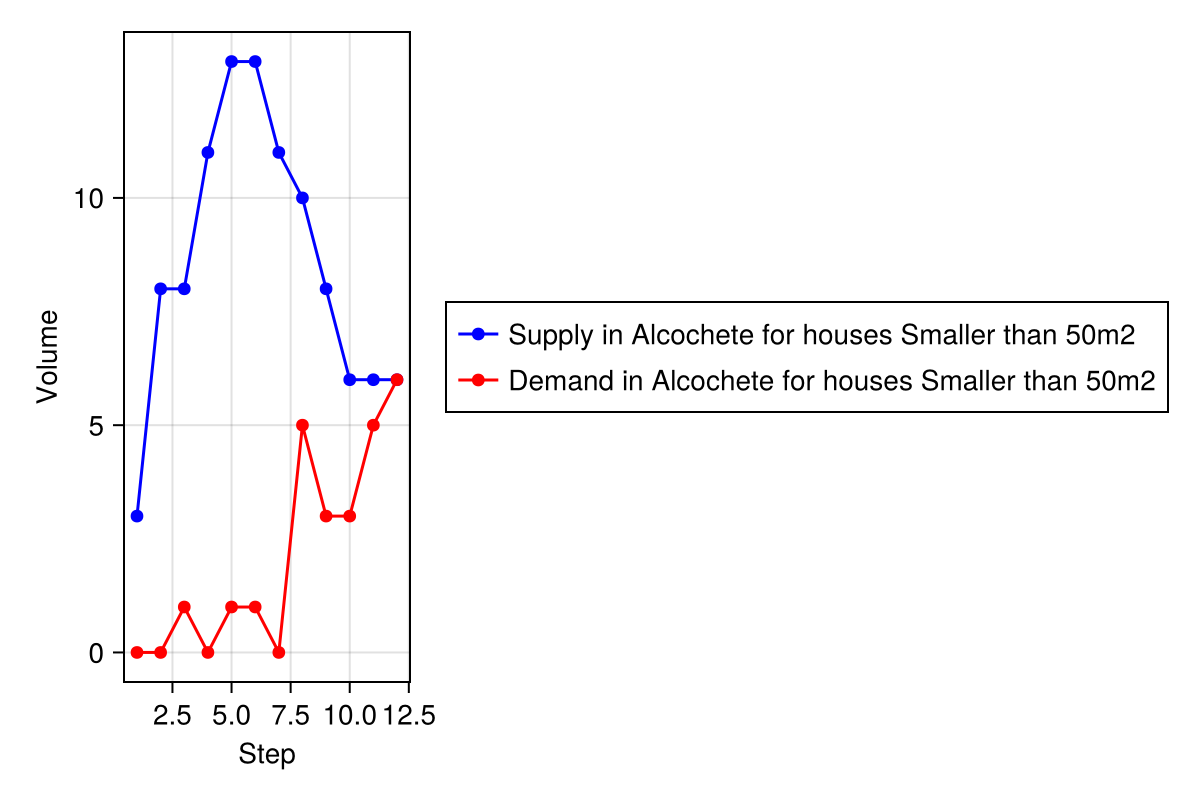 Volume
10
5
0
2.5 5.0 7.5 10.0 12.5
Step
Supply in Alcochete for houses Smaller than 50m2
Demand in Alcochete for houses Smaller than 50m2